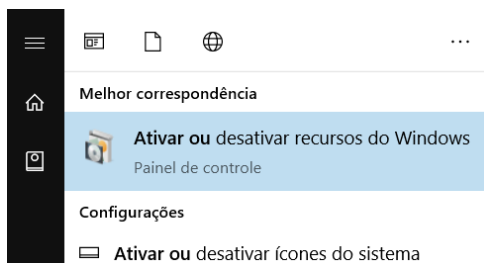 Melhor correspondência
Ativar ou desativar recursos do Windows
Painel de controle
Configurações
Ativar ou desativar ícones do sistema